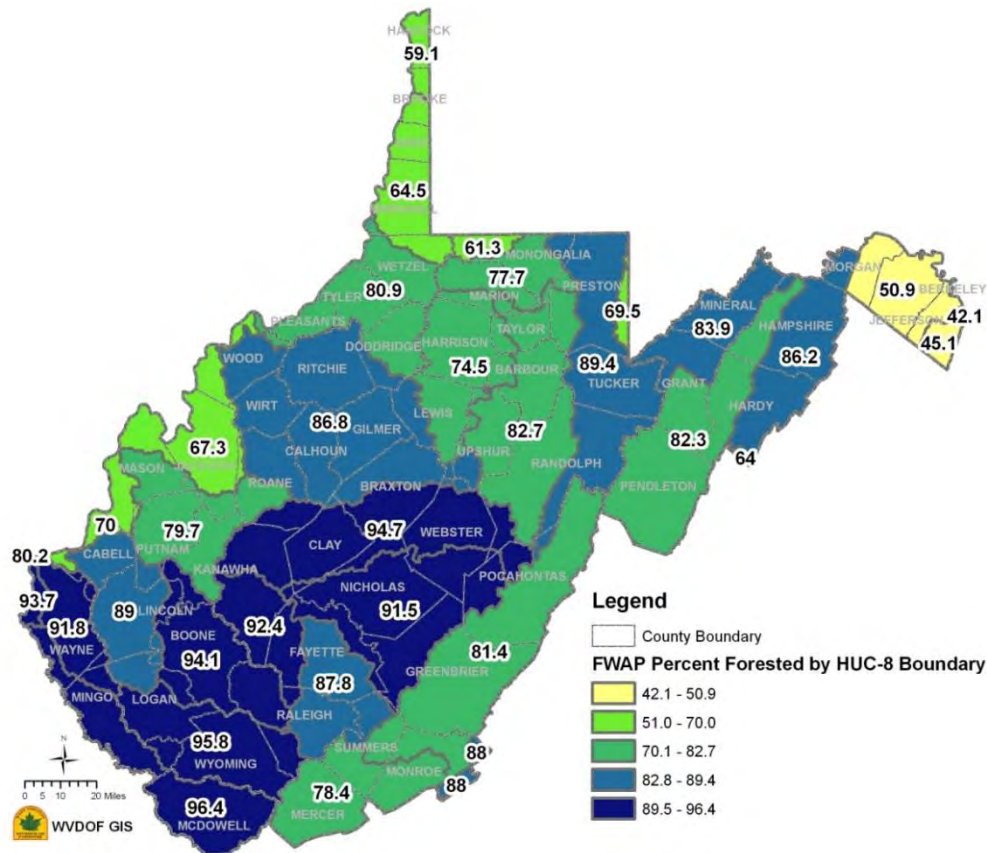 HANCOCK
59.1
BROOKE
64.5
61.3
MONONGALIA
WETZEL
77.7
PRESTON
MORGAN
80.9
MARION
MINERAL
50.9
BERKELEY
TYLER
69.5
83.9
HAMPSHIRE
JEFFERSON
42.1
PLEASANTS
TAYLOR
45.1
DODDRIDGE
HARRISON
WOOD
74.5
BARBOUR
89.4
86.2
RITCHIE
TUCKER
GRANT
WIRT
LEWIS
HARDY
86.8
GILMER
82.7
82.3
67.3
CALHOUN
UPSHUR
64
MASON
ROANE
RANDOLPH
BRAXTON
PENDLETON
70
79.7
94.7
WEBSTER
80.2
CABELL
PUTNAM
CLAY
KANAWHA
POCAHONTAS
93.7
NICHOLAS
89
LINCOLN
91.5
91.8
92.4
WAYNE
BOONE
FAYETTE
94.1
81.4
GREENBRIER
87.8
MINGO
LOGAN
RALEIGH
95.8
SUMMERS
WYOMING
88
MONROE
88
96.4
78.4
MCDOWELL
MERCER
Legend
County Boundary
FWAP Percent Forested by HUC-8 Boundary
42.1 - 50.9
51.0 - 70.0
70.1 - 82.7
82.8 - 89.4
89.5 - 96.4
N
0 5 10 20 Miles
WVDOF GIS